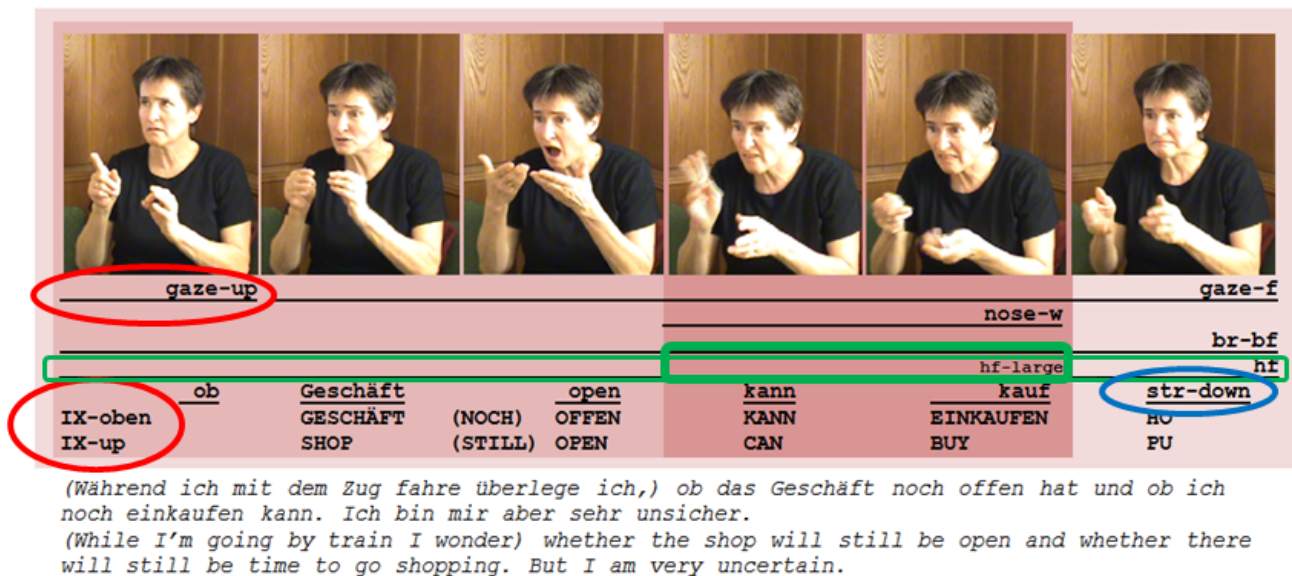 gaze-up gaze-f
nose-w
br-bf
hf-large hf
ob Geschäft open kann kauf str-down
IX-oben GESCHÄFT (NOCH) OFFEN KANN EINKAUFEN HO
IX-up SHOP (STILL) OPEN CAN BUY PU
(Während ich mit dem Zug fahre überlege ich,) ob das Geschäft noch offen hat und ob ich
noch einkaufen kann. Ich bin mir aber sehr unsicher.
(While I'm going by train I wonder) whether the shop will still be open and whether there
will still be time to go shopping. But I am very uncertain.